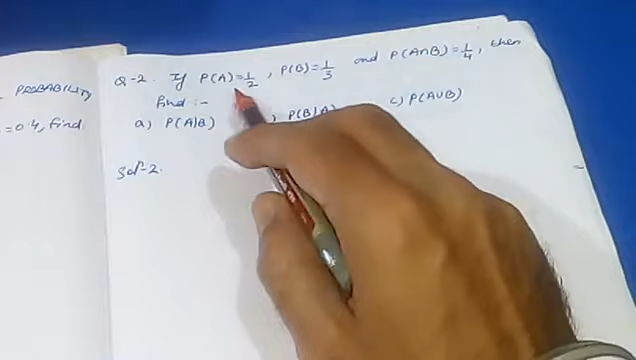 PROBABILITY
=0.4, find.
Q-2. If P(A)=1/2, P(B)=1/3 and P(A∩B)=1/4, then
find :-
a) P(A|B) ) P(B|A) c) P(A∪B)
Sol-2.